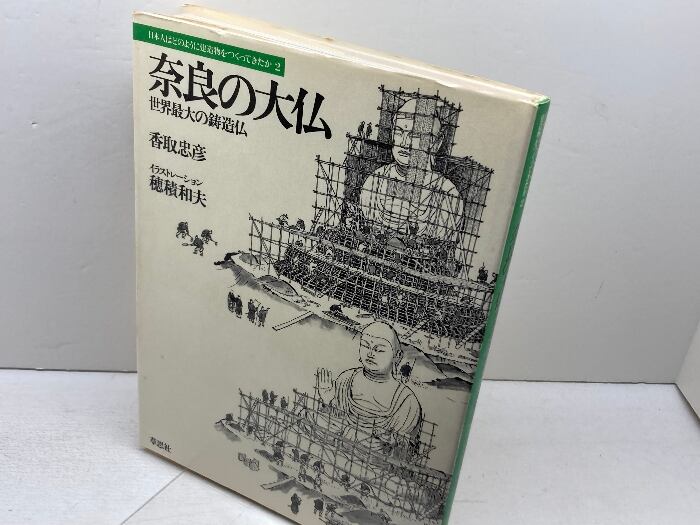 日本人はどのように建造物をつくってきたか 2
奈良の大仏
世界最大の鋳造仏
香取忠彦
イラストレーション
穂積和夫
草思社